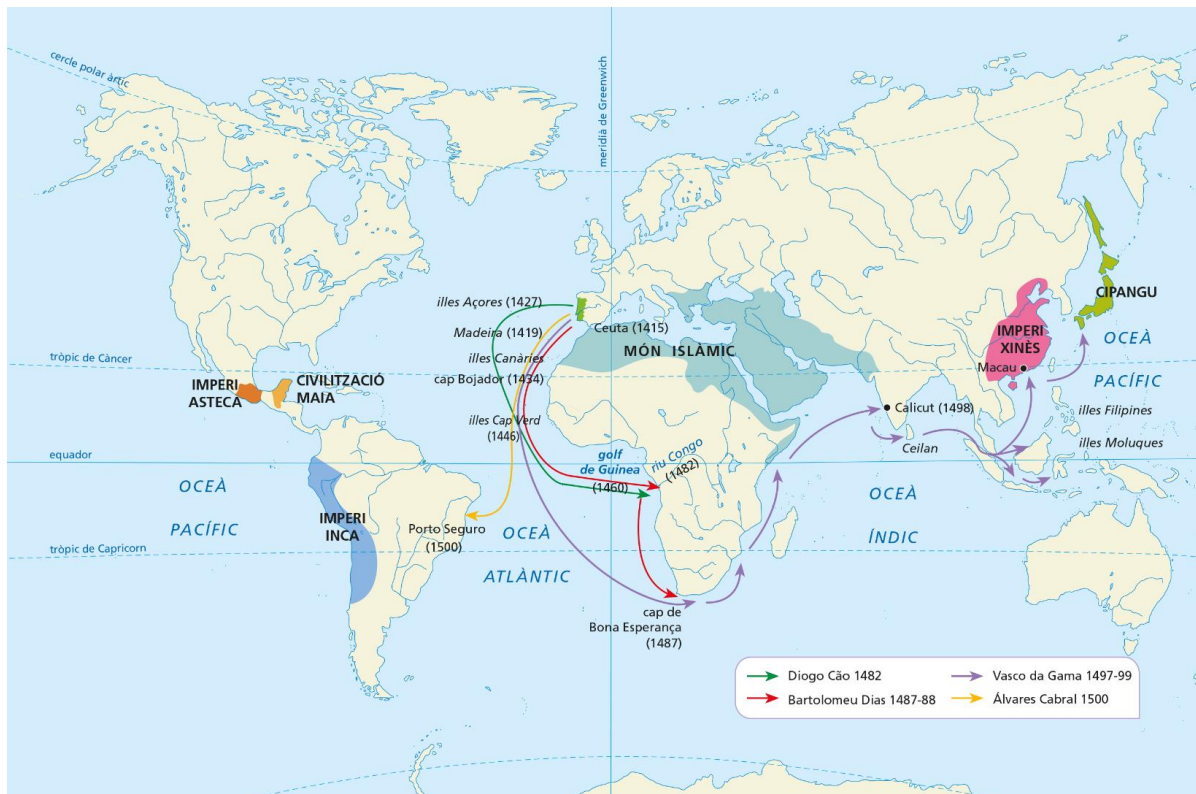 cercle polar àrtic
meridià de Greenwich
illes Açores (1427)
Madeira (1419)
Ceuta (1415)
illes Canàries
cap Bojador (1434)
MÓN ISLÀMIC
CIPANGU
IMPERI
XINÈS
Macau
OCEÀ
PACÍFIC
tròpic de Càncer
IMPERI
ASTECA
CIVILITZACIÓ
MAIA
illes Cap Verd
(1446)
Calicut (1498)
Ceilan
illes Filipines
illes Moluques
equador
golf
de Guinea
(1460)
riu Congo
(1482)
OCEÀ
PACÍFIC
IMPERI
INCA
Porto Seguro
(1500)
OCEÀ
ATLÀNTIC
OCEÀ
ÍNDIC
tròpic de Capricorn
cap de
Bona Esperança
(1487)
Diogo Cão 1482
Bartolomeu Dias 1487-88
Vasco da Gama 1497-99
Álvares Cabral 1500